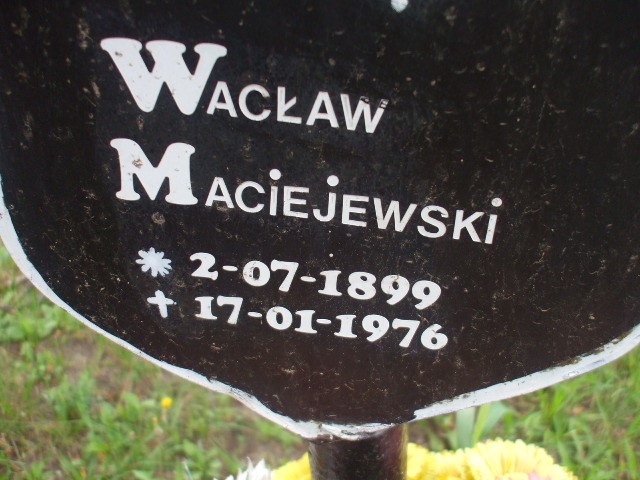 WACŁAW
MACIEJEWSKI
* 2-07-1899
+ 17-01-1976